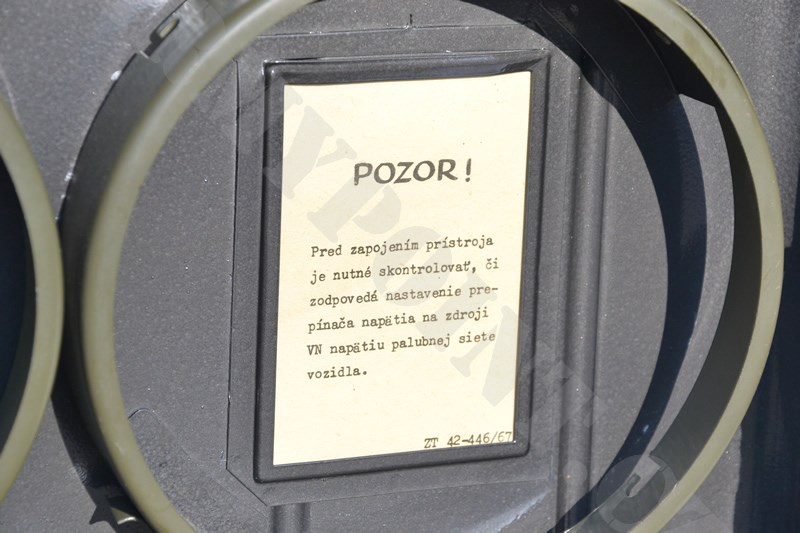 POZOR!
Pred zapojením prístroja
je nutné skontrolovať, či
zodpovedá nastavenie pre-
pínača napätia na zdroji
VN napätiu palubnej siete
vozidla.
ZT 42-446/67